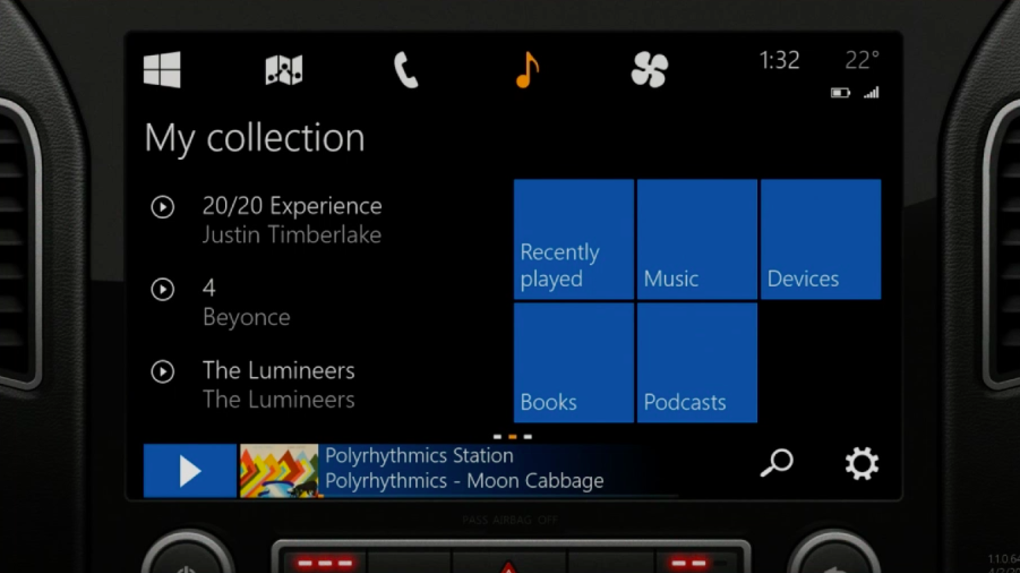 1:32
22°
My collection
20/20 Experience
Justin Timberlake
4
Beyonce
The Lumineers
The Lumineers
Recently
played
Music
Devices
Books
Podcasts
Polyrhythmics Station
Polyrhythmics - Moon Cabbage
PASS AIRBAG OFF